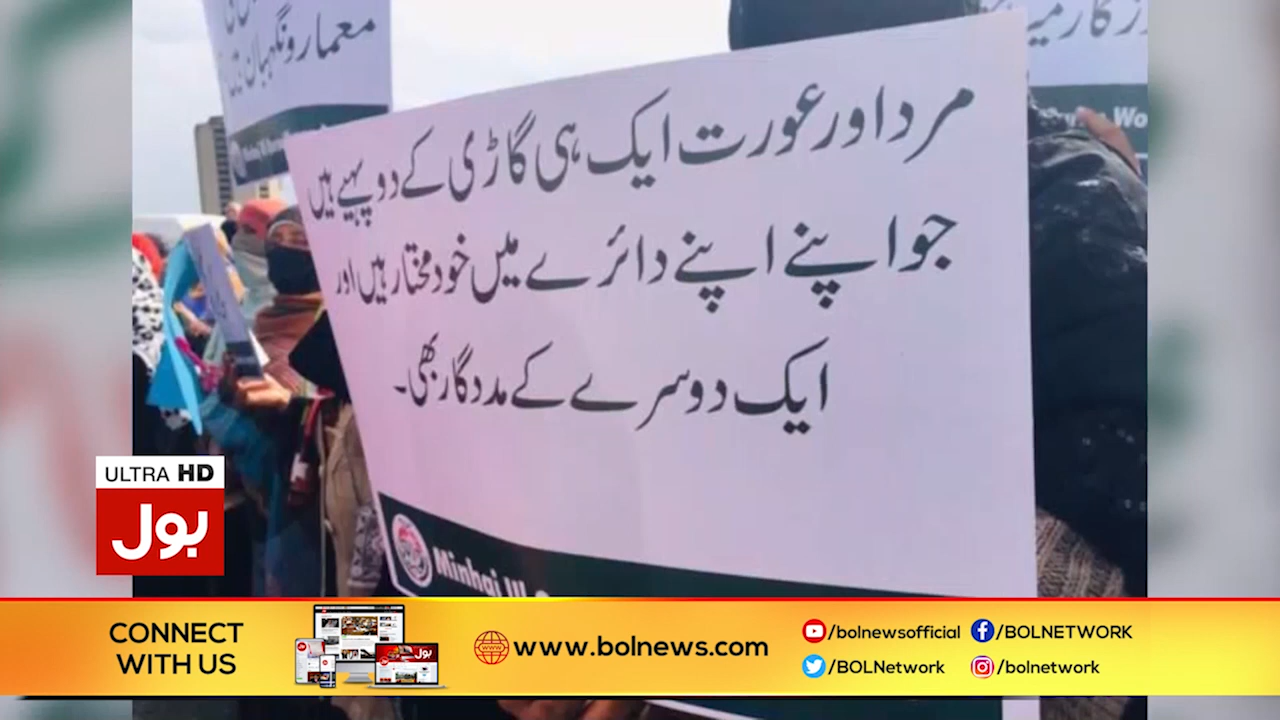 معمار و نگہبان
مرد اور عورت ایک ہی گاڑی کے دو پہیے ہیں
جو اپنے اپنے دائرے میں خود مختار ہیں اور
ایک دوسرے کے مددگار بھی۔
Minhaj
ULTRA HD
بول
CONNECT
WITH US
www.bolnews.com
/bolnewsofficial
/BOLNETWORK
/BOLNetwork
/bolnetwork